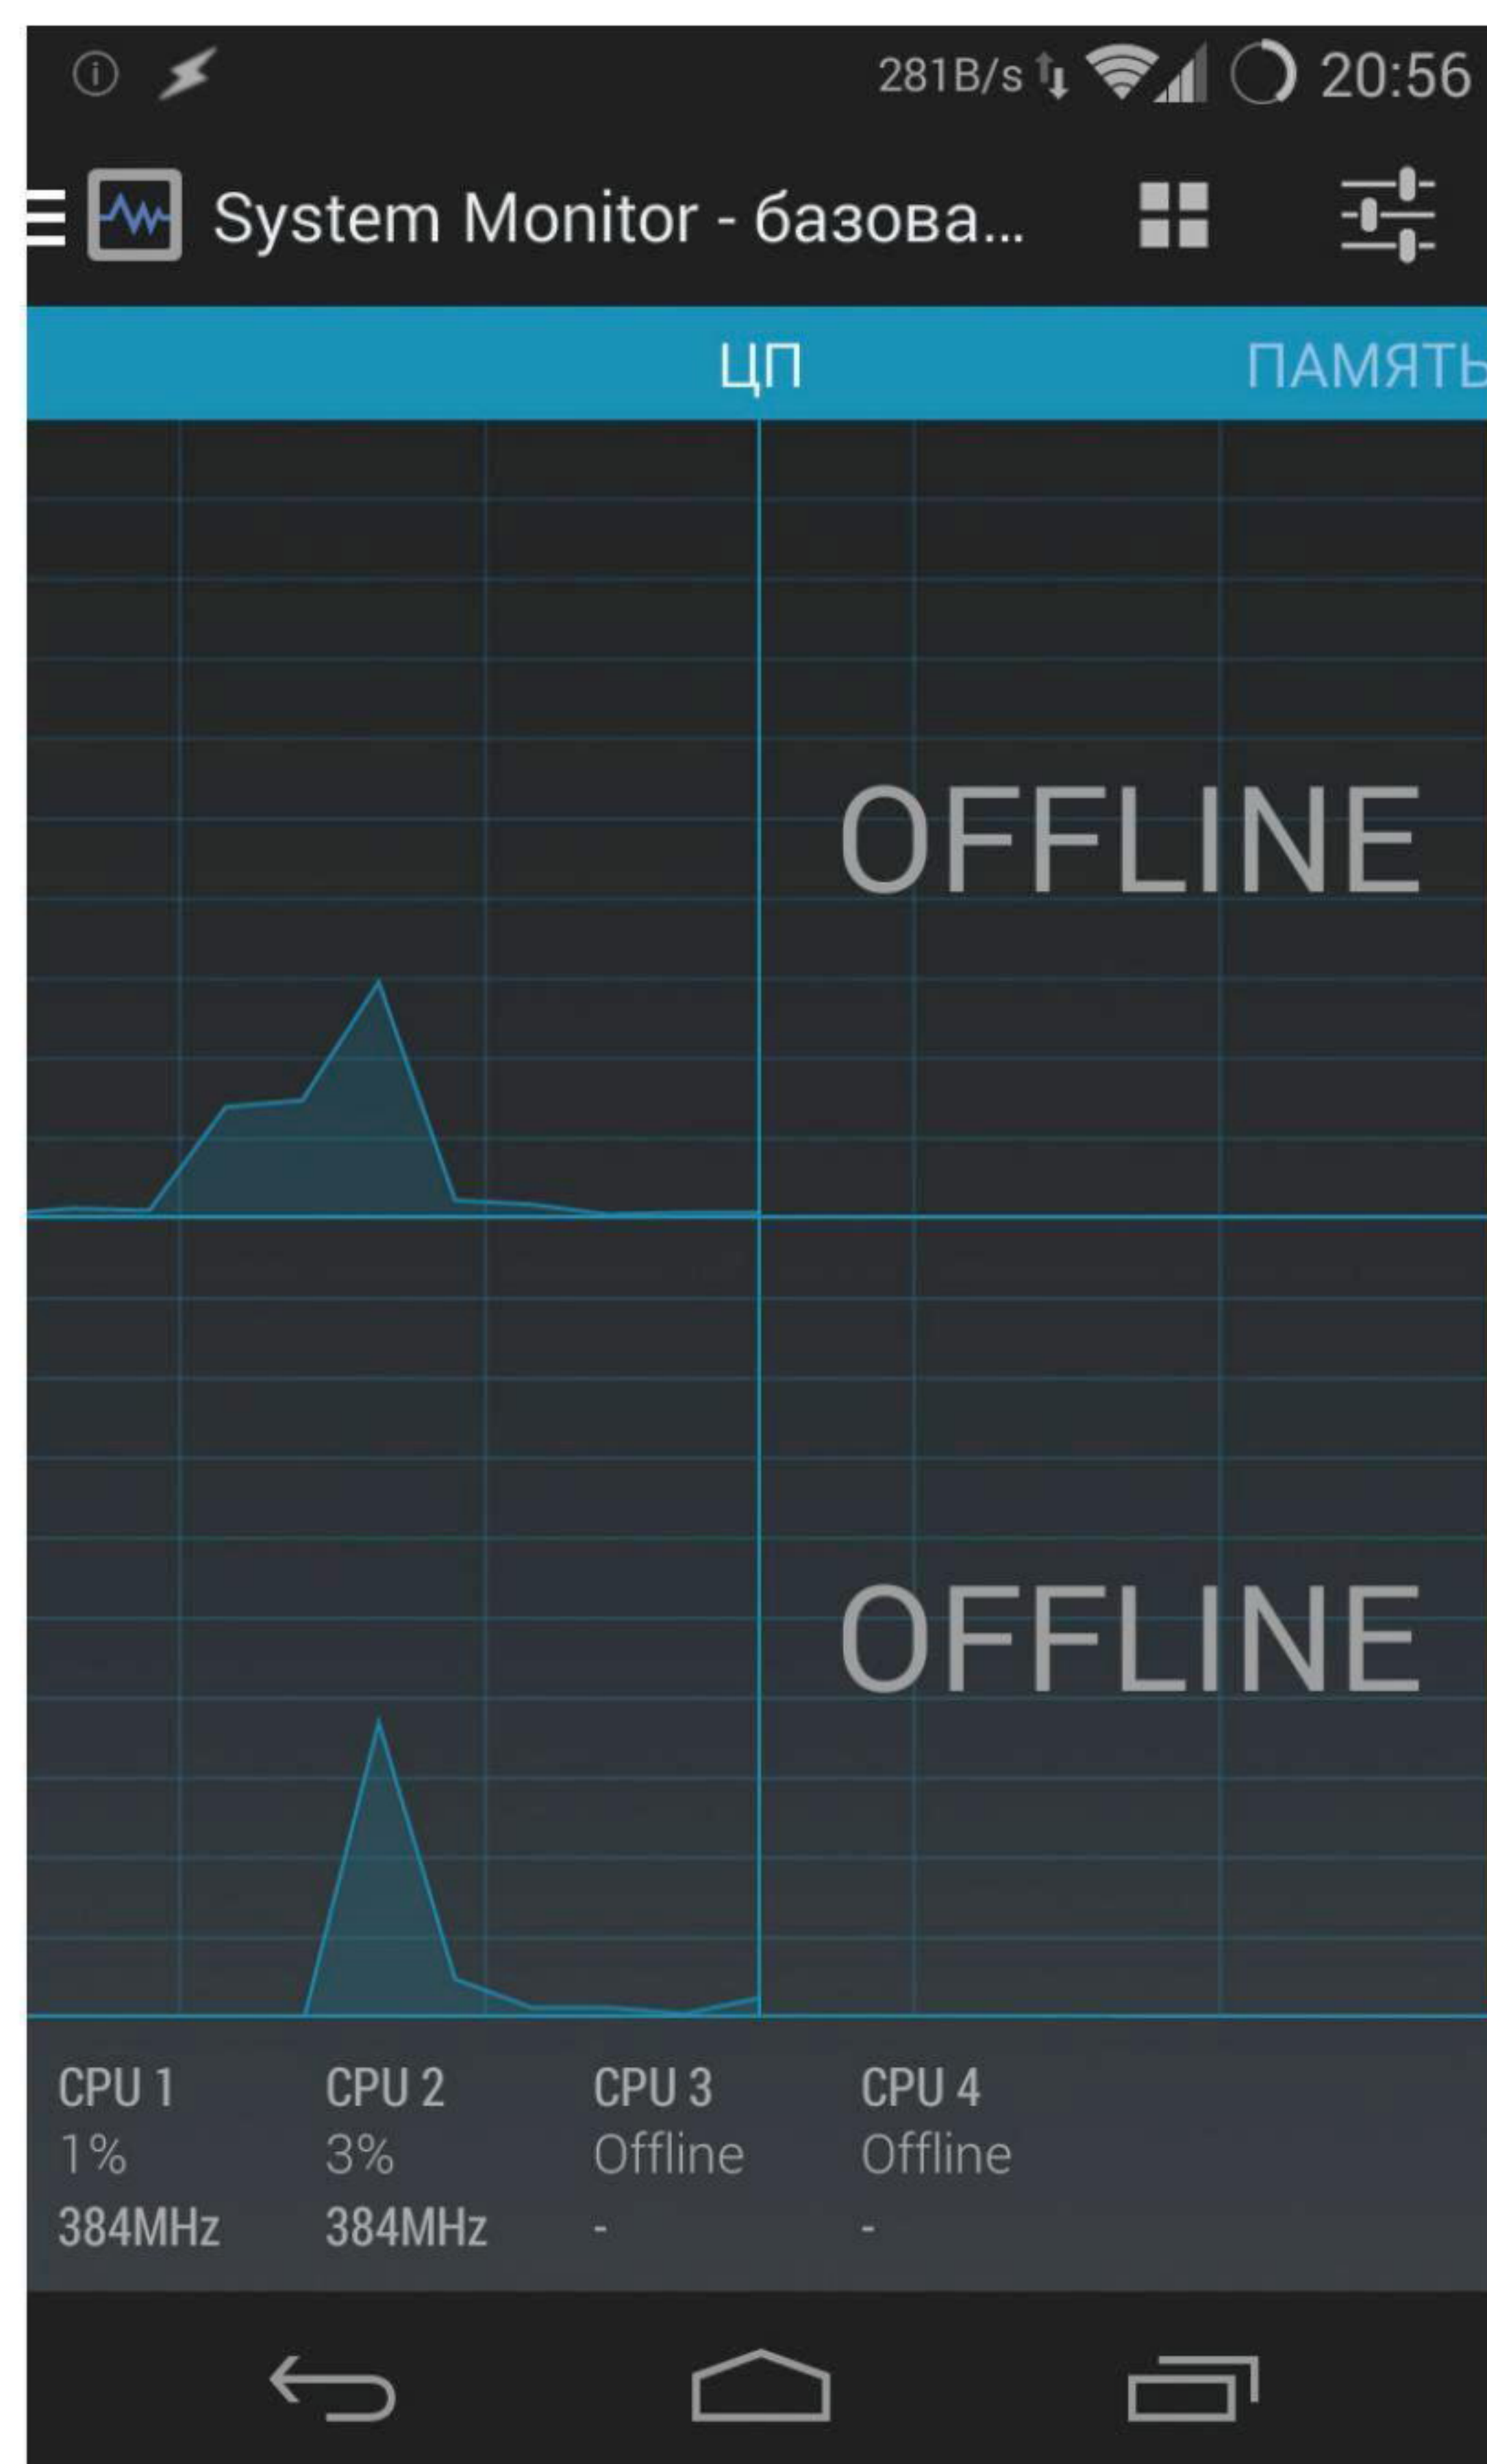 281B/s 20:56
System Monitor - базова...
ЦП ПАМЯТЬ
OFFLINE
OFFLINE
CPU 1 CPU 2 CPU 3 CPU 4
1% 3% Offline Offline
384MHz 384MHz - -